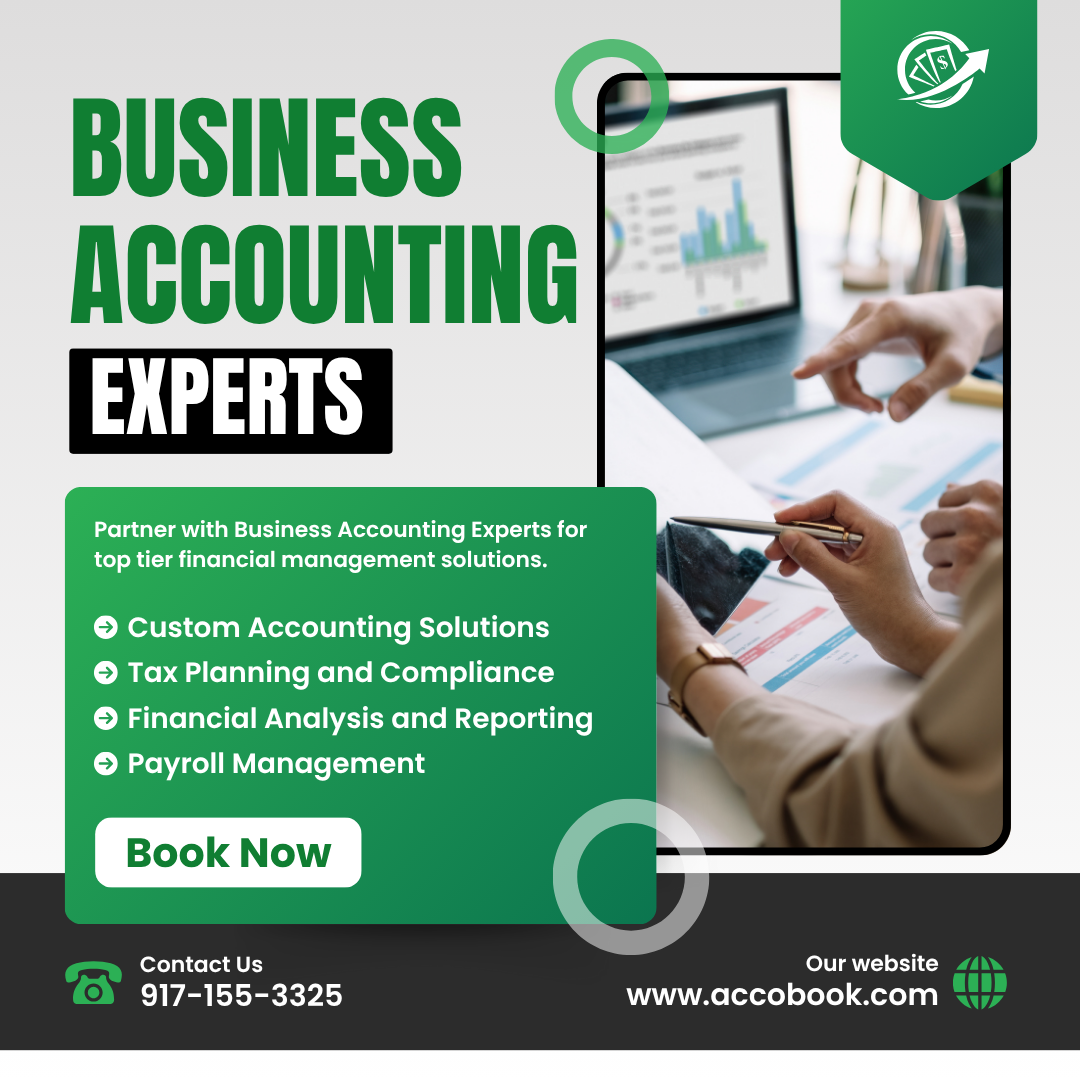 BUSINESS
ACCOUNTING
EXPERTS
Partner with Business Accounting Experts for
top tier financial management solutions.
Custom Accounting Solutions
Tax Planning and Compliance
Financial Analysis and Reporting
Payroll Management
Book Now
Contact Us
917-155-3325
Our website
www.accobook.com